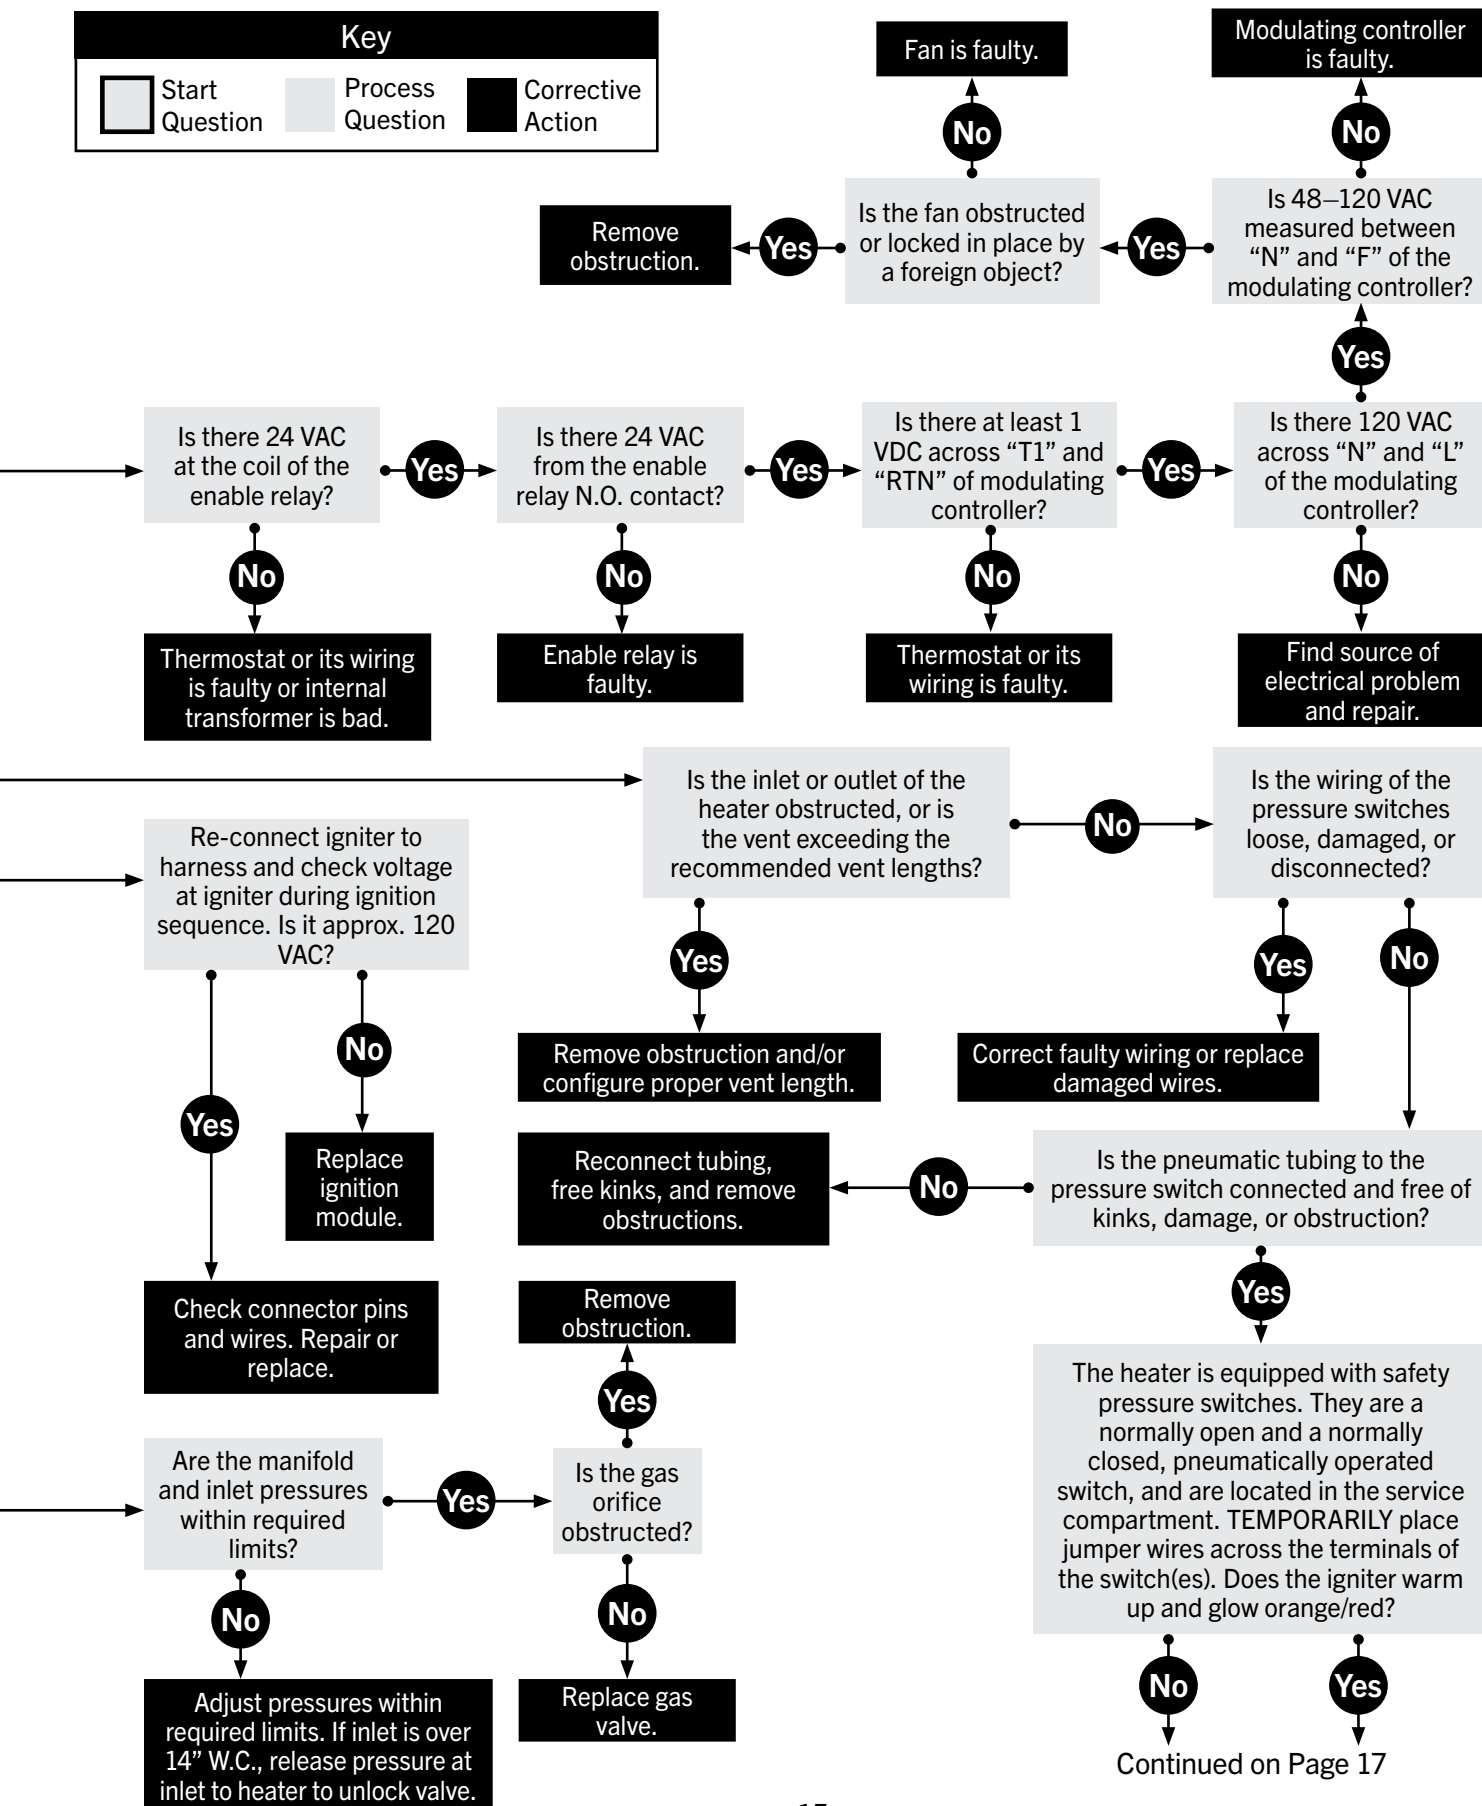 Key
Start
Question
Process
Question
Corrective
Action
Fan is faulty.
Modulating controller
is faulty.
No
No
Remove
obstruction.
Yes
Is the fan obstructed
or locked in place by
a foreign object?
Yes
Is 48–120 VAC
measured between
“N” and “F” of the
modulating controller?
Yes
Is there 24 VAC
at the coil of the
enable relay?
Yes
Is there 24 VAC
from the enable
relay N.O. contact?
Yes
Is there at least 1
VDC across “T1” and
“RTN” of modulating
controller?
Yes
Is there 120 VAC
across “N” and “L”
of the modulating
controller?
No
No
No
No
Thermostat or its wiring
is faulty or internal
transformer is bad.
Enable relay is
faulty.
Thermostat or its
wiring is faulty.
Find source of
electrical problem
and repair.
Is the inlet or outlet of the
heater obstructed, or is
the vent exceeding the
recommended vent lengths?
No
Is the wiring of the
pressure switches
loose, damaged, or
disconnected?
Re-connect igniter to
harness and check voltage
at igniter during ignition
sequence. Is it approx. 120
VAC?
Yes
Yes
No
No
Yes
Remove obstruction and/or
configure proper vent length.
Correct faulty wiring or replace
damaged wires.
Replace
ignition
module.
Reconnect tubing,
free kinks, and remove
obstructions.
No
Is the pneumatic tubing to the
pressure switch connected and free of
kinks, damage, or obstruction?
Yes
Check connector pins
and wires. Repair or
replace.
Remove
obstruction.
Yes
The heater is equipped with safety
pressure switches. They are a
normally open and a normally
closed, pneumatically operated
switch, and are located in the service
compartment. TEMPORARILY place
jumper wires across the terminals of
the switch(es). Does the igniter warm
up and glow orange/red?
Are the manifold
and inlet pressures
within required
limits?
Yes
Is the gas
orifice
obstructed?
No
No
No
Yes
Adjust pressures within
required limits. If inlet is over
14” W.C., release pressure at
inlet to heater to unlock valve.
Replace gas
valve.
Continued on Page 17